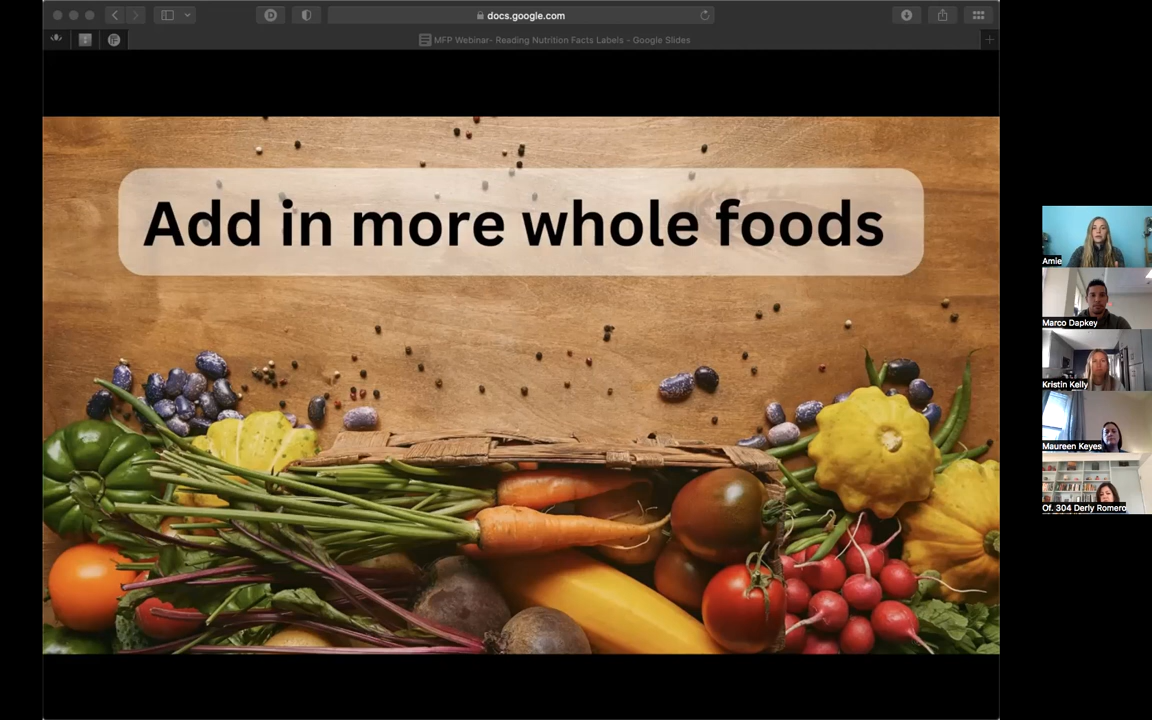 docs.google.com
MFP Webinar- Reading Nutrition Facts Labels - Google Slides
Add in more whole foods
Amie
Marco Dapkey
Kristin Kelly
Maureen Keyes
Of. 304 Derly Romero